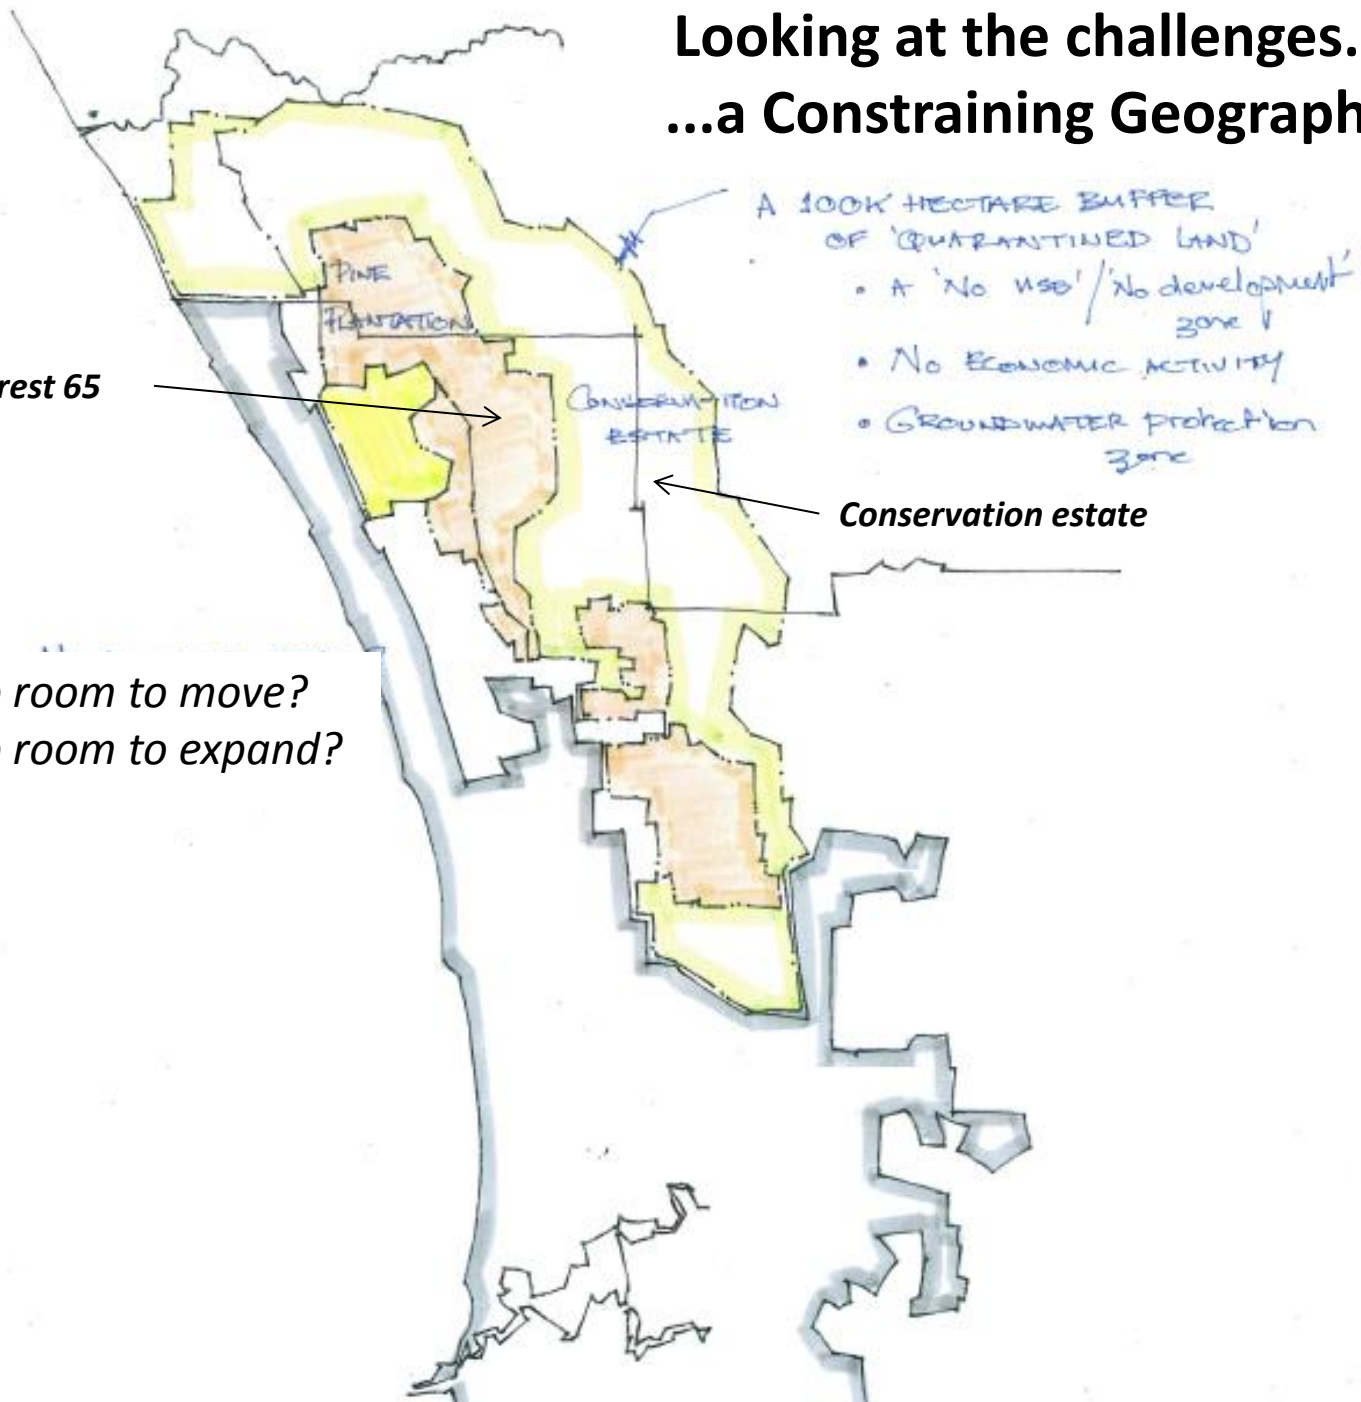 Looking at the challenges.
...a Constraining Geograph
A 100K HECTARE BUFFER
OF 'QUARANTINED LAND'
• A 'No use' / 'No development'
zone
• No ECONOMIC ACTIVITY
• GROUNDWATER protection
zone
PINE
PLANTATION
rest 65
CONSERVATION
ESTATE
Conservation estate
room to move?
room to expand?